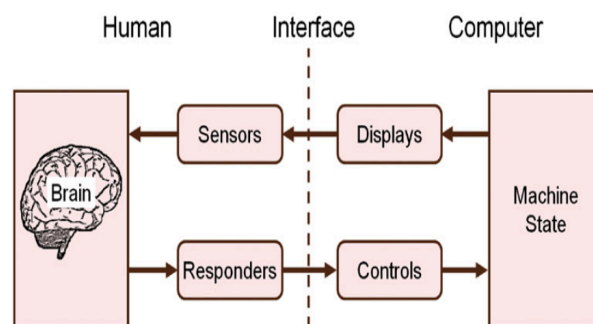 Human Interface Computer
Sensors Displays
Brain
Machine
State
Responders Controls